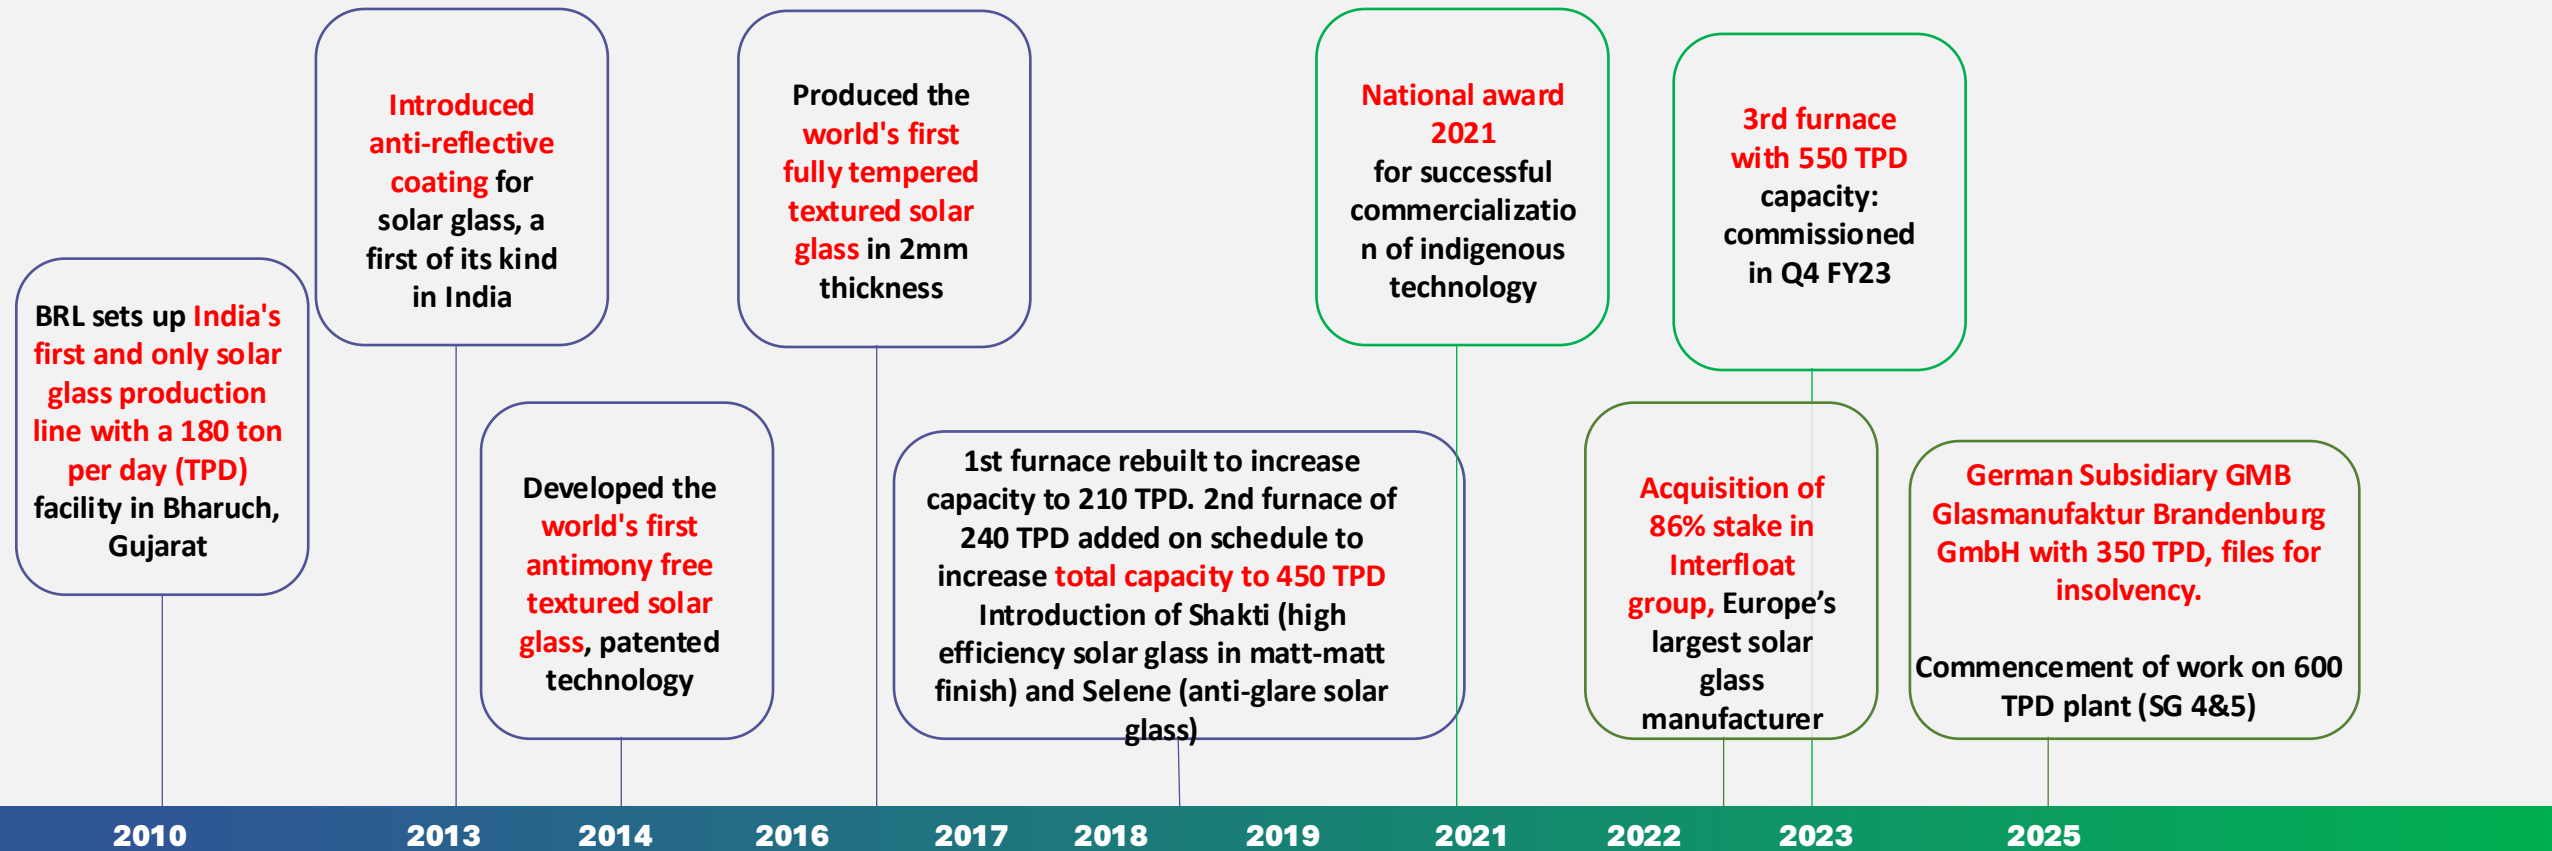 BRL sets up India's
first and only solar
glass production
line with a 180 ton
per day (TPD)
facility in Bharuch,
Gujarat
Introduced
anti-reflective
coating for
solar glass, a
first of its kind
in India
Developed the
world's first
antimony free
textured solar
glass, patented
technology
Produced the
world's first
fully tempered
textured solar
glass in 2mm
thickness
1st furnace rebuilt to increase
capacity to 210 TPD. 2nd furnace of
240 TPD added on schedule to
increase total capacity to 450 TPD
Introduction of Shakti (high
efficiency solar glass in matt-matt
finish) and Selene (anti-glare solar
glass)
National award
2021
for successful
commercializatio
n of indigenous
technology
Acquisition of
86% stake in
Interfloat
group, Europe’s
largest solar
glass
manufacturer
3rd furnace
with 550 TPD
capacity:
commissioned
in Q4 FY23
German Subsidiary GMB
Glasmanufaktur Brandenburg
GmbH with 350 TPD, files for
insolvency.
Commencement of work on 600
TPD plant (SG 4&5)
2010 2013 2014 2016 2017 2018 2019 2021 2022 2023 2025